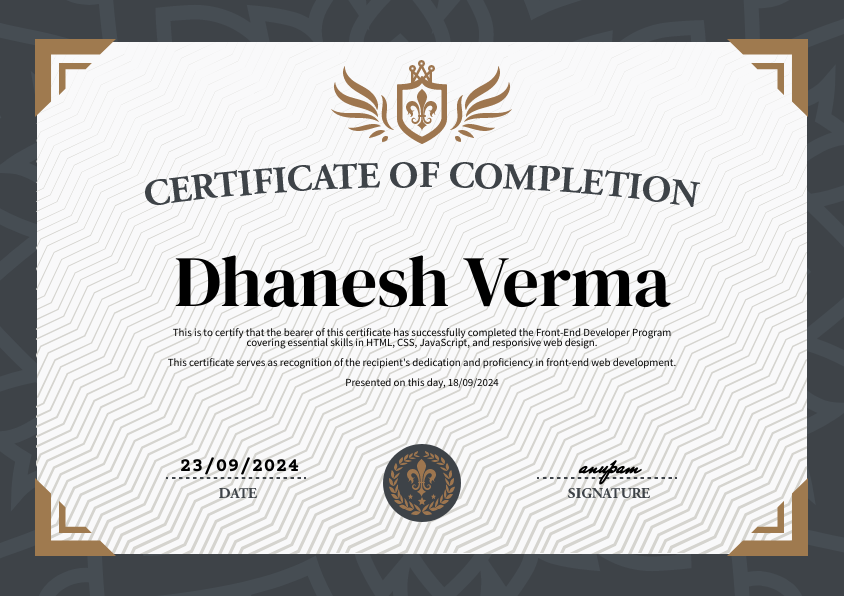 CERTIFICATE OF COMPLETION
Dhanesh Verma
This is to certify that the bearer of this certificate has successfully completed the Front-End Developer Program
covering essential skills in HTML, CSS, JavaScript, and responsive web design.
This certificate serves as recognition of the recipient's dedication and proficiency in front-end web development.
Presented on this day, 18/09/2024
23/09/2024
DATE
anupam
SIGNATURE